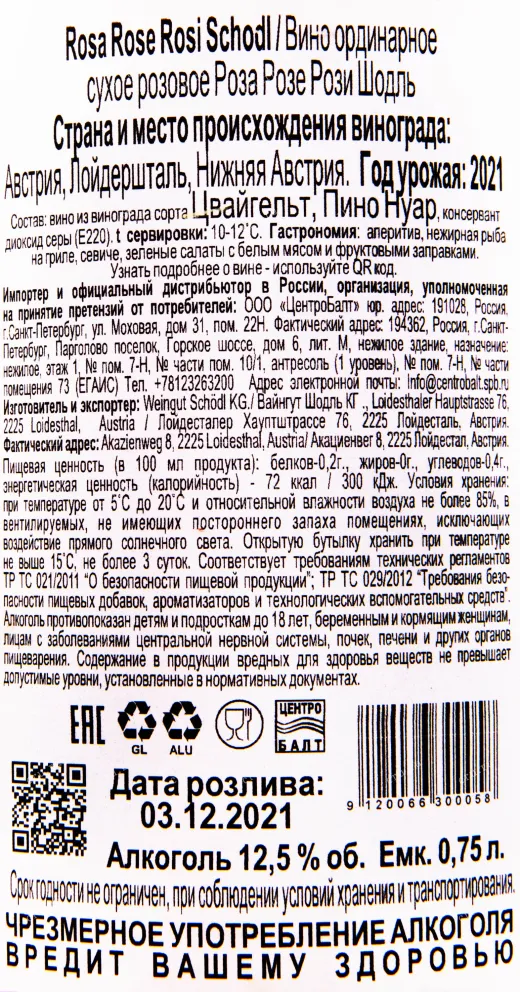 Rosa Rose Rosi Schodl / Вино ординарное
сухое розовое Роза Розе Рози Шодль
Страна и место происхождения винограда:
Австрия, Лойдершталь, Нижняя Австрия. Год урожая: 2021
Состав: вино из винограда сорта Цвайгельт, Пино Нуар, консервант
диоксид серы (Е220). t сервировки: 10-12˚С. Гастрономия: аперитив, нежирная рыба
на гриле, севиче, зеленые салаты с белым мясом и фруктовыми заправками.
Узнать подробнее о вине - используйте QR код.
Импортер и официальный дистрибьютор в России, организация, уполномоченная
на принятие претензий от потребителей: ООО «ЦентроБалт» юр. адрес: 191028, Россия,
г.Санкт-Петербург, ул. Моховая, дом 31, пом. 22Н. Фактический адрес: 194362, Россия, г.Санкт-
Петербург, Парголово поселок, Горское шоссе, дом 6, лит. М, нежилое здание, назначение:
нежилое, этаж 1, № пом. 7-Н, № части пом. 10/1, антресоль (1 уровень), № пом. 7-Н, № части
помещения 73 (ЕГАИС) Тел. +78123263200 Адрес электронной почты: Info@centrobalt.spb.ru
Изготовитель и экспортер: Weingut Schödl KG./ Вайнгут Шодль КГ ., Loidesthaler Hauptstrasse 76,
2225 Loidesthal, Austria / Лойдесталер Хауптштрассе 76, 2225 Лойдесталь, Австрия.
Фактический адрес: Akazienweg 8, 2225 Loidesthal, Austria/ Акациенвег 8, 2225 Лойдестал, Австрия.
Пищевая ценность (в 100 мл продукта): белков-0,2г., жиров-0г., углеводов-0,4г.,
энергетическая ценность (калорийность) - 72 ккал / 300 кДж. Условия хранения:
при температуре от 5˚С до 20˚С и относительной влажности воздуха не более 85%, в
вентилируемых, не имеющих постороннего запаха помещениях, исключающих
воздействие прямого солнечного света. Открытую бутылку хранить при температуре
не выше 15˚С, не более 3 суток. Соответствует требованиям технических регламентов
ТР ТС 021/2011 “О безопасности пищевой продукции”; ТР ТС 029/2012 “Требования безо-
пасности пищевых добавок, ароматизаторов и технологических вспомогательных средств”.
Алкоголь противопоказан детям и подросткам до 18 лет, беременным и кормящим женщинам,
лицам с заболеваниями центральной нервной системы, почек, печени и других органов
пищеварения. Содержание в продукции вредных для здоровья веществ не превышает
допустимые уровни, установленные в нормативных документах.
ЕАС
GL ALU
ЦЕНТРО
БАЛТ
9 120066 300058
Дата розлива:
03.12.2021
Алкоголь 12,5 % об. Емк. 0,75 л.
Срок годности не ограничен, при соблюдении условий хранения и транспортирования.
ЧРЕЗМЕРНОЕ УПОТРЕБЛЕНИЕ АЛКОГОЛЯ
ВРЕДИТ ВАШЕМУ ЗДОРОВЬЮ